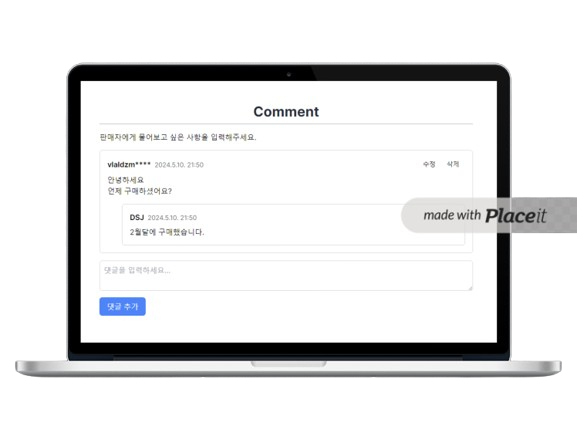 Comment
판매자에게 물어보고 싶은 사항을 입력해주세요.
vlaldzm**** 2024.5.10. 21:50 수정 삭제
안녕하세요
언제 구매하셨어요?
DSJ 2024.5.10. 21:50
2월달에 구매했습니다.
made with Placeit
댓글을 입력하세요...
댓글 추가